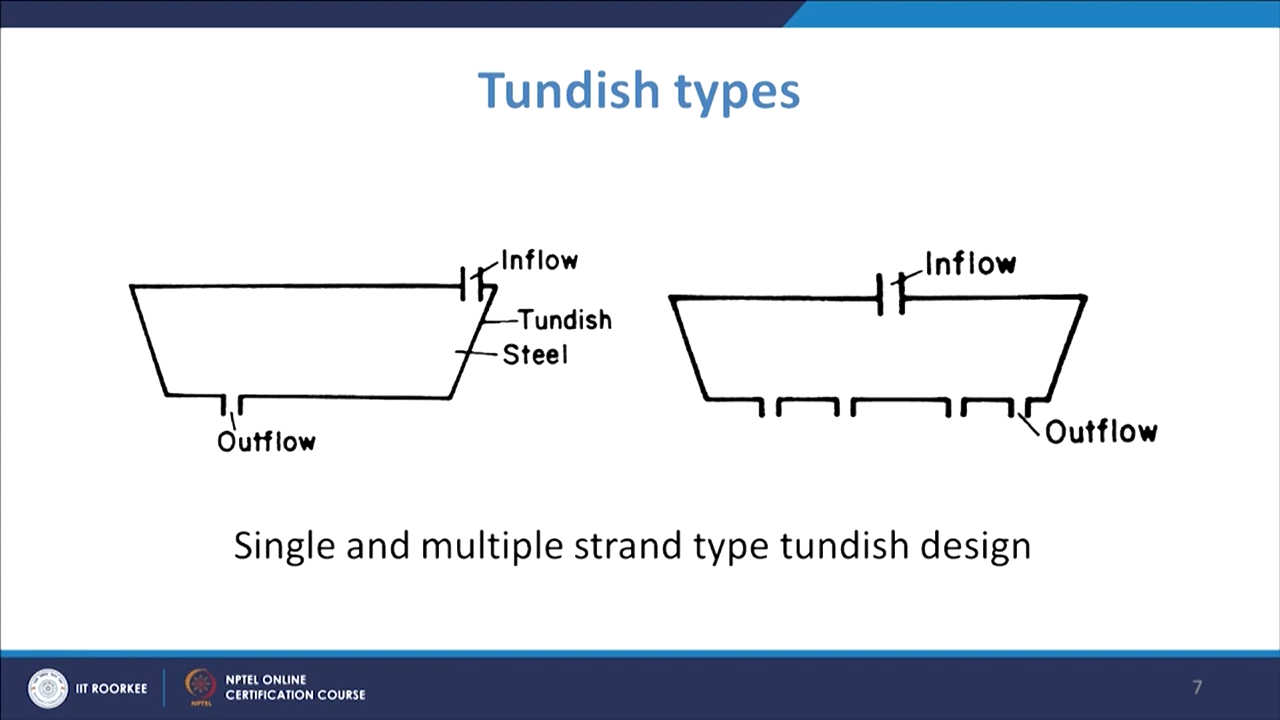 Tundish types
Inflow
Tundish
Steel
Outflow
Inflow
Outflow
Single and multiple strand type tundish design
IIT ROORKEE
NPTEL
NPTEL ONLINE
CERTIFICATION COURSE
7